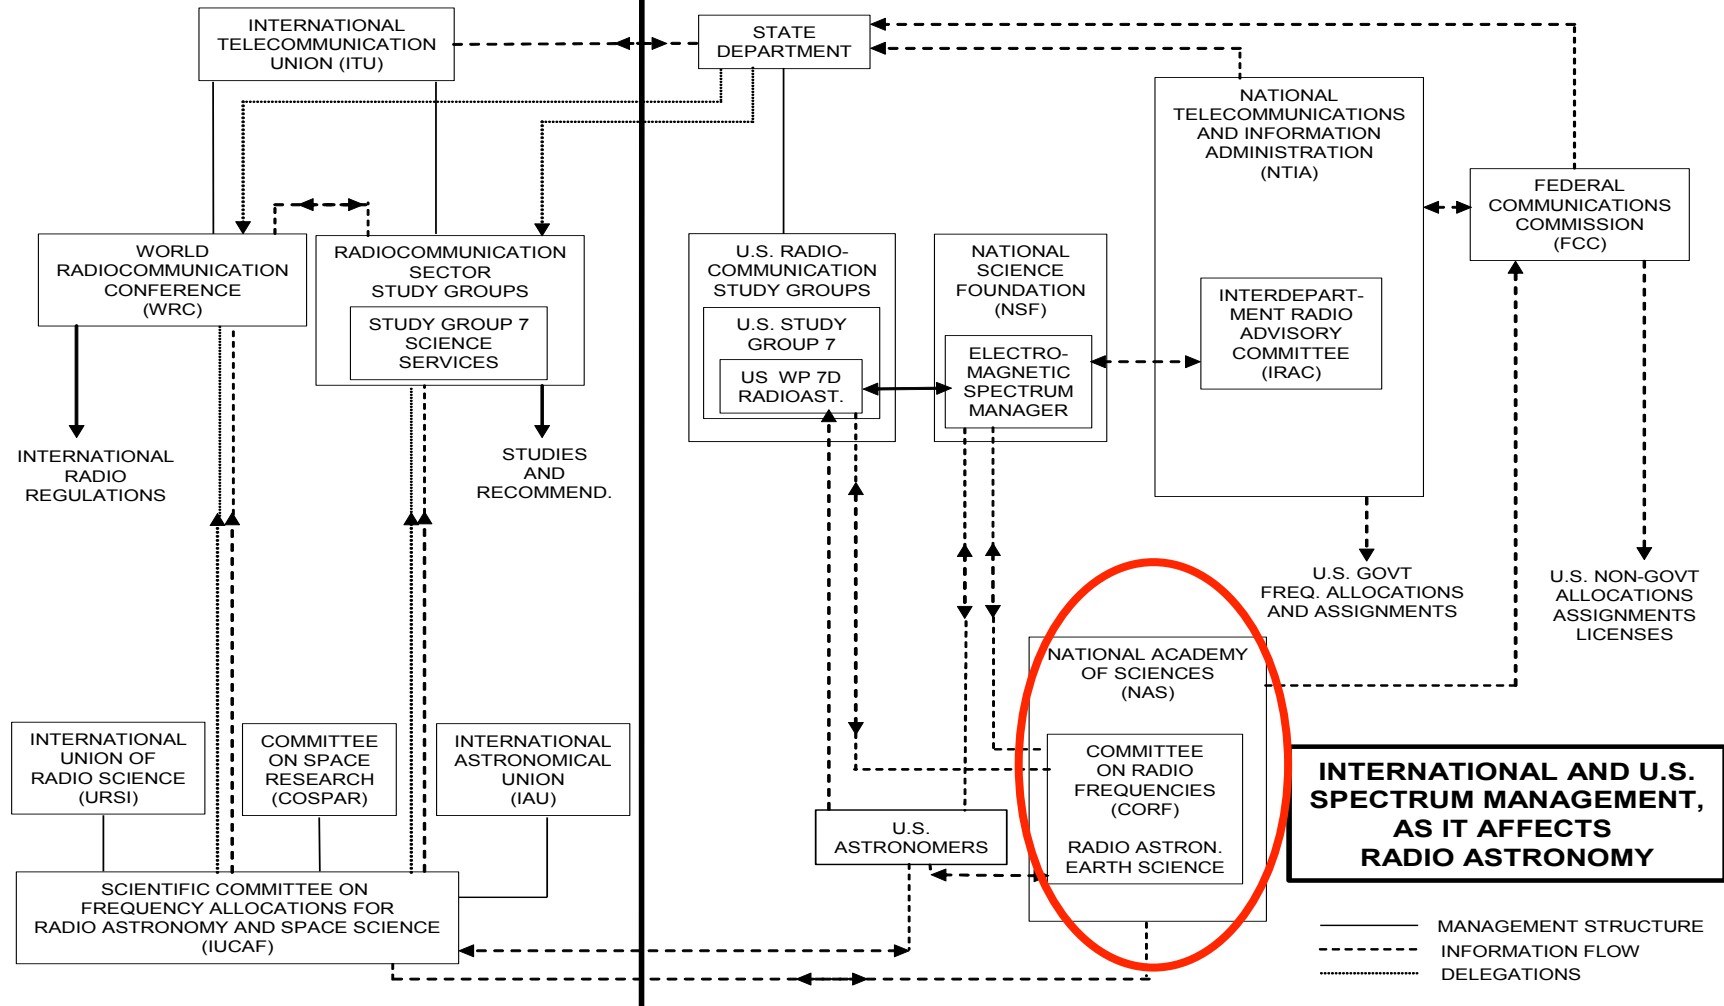 INTERNATIONAL
TELECOMMUNICATION
UNION (ITU)
STATE
DEPARTMENT
NATIONAL
TELECOMMUNICATIONS
AND INFORMATION
ADMINISTRATION
(NTIA)
FEDERAL
COMMUNICATIONS
COMMISSION
(FCC)
WORLD
RADIOCOMMUNICATION
CONFERENCE
(WRC)
RADIOCOMMUNICATION
SECTOR
STUDY GROUPS
STUDY GROUP 7
SCIENCE
SERVICES
U.S. RADIO-
COMMUNICATION
STUDY GROUPS
U.S. STUDY
GROUP 7
US WP 7D
RADIOAST.
NATIONAL
SCIENCE
FOUNDATION
(NSF)
ELECTRO-
MAGNETIC
SPECTRUM
MANAGER
INTERDEPART-
MENT RADIO
ADVISORY
COMMITTEE
(IRAC)
INTERNATIONAL
RADIO
REGULATIONS
STUDIES
AND
RECOMMEND.
U.S. GOVT
FREQ. ALLOCATIONS
AND ASSIGNMENTS
U.S. NON-GOVT
ALLOCATIONS
ASSIGNMENTS
LICENSES
NATIONAL ACADEMY
OF SCIENCES
(NAS)
COMMITTEE
ON RADIO
FREQUENCIES
(CORF)
RADIO ASTRON.
EARTH SCIENCE
INTERNATIONAL
UNION OF
RADIO SCIENCE
(URSI)
COMMITTEE
ON SPACE
RESEARCH
(COSPAR)
INTERNATIONAL
ASTRONOMICAL
UNION
(IAU)
U.S.
ASTRONOMERS
SCIENTIFIC COMMITTEE ON
FREQUENCY ALLOCATIONS FOR
RADIO ASTRONOMY AND SPACE SCIENCE
(IUCAF)
INTERNATIONAL AND U.S.
SPECTRUM MANAGEMENT,
AS IT AFFECTS
RADIO ASTRONOMY
MANAGEMENT STRUCTURE
INFORMATION FLOW
DELEGATIONS